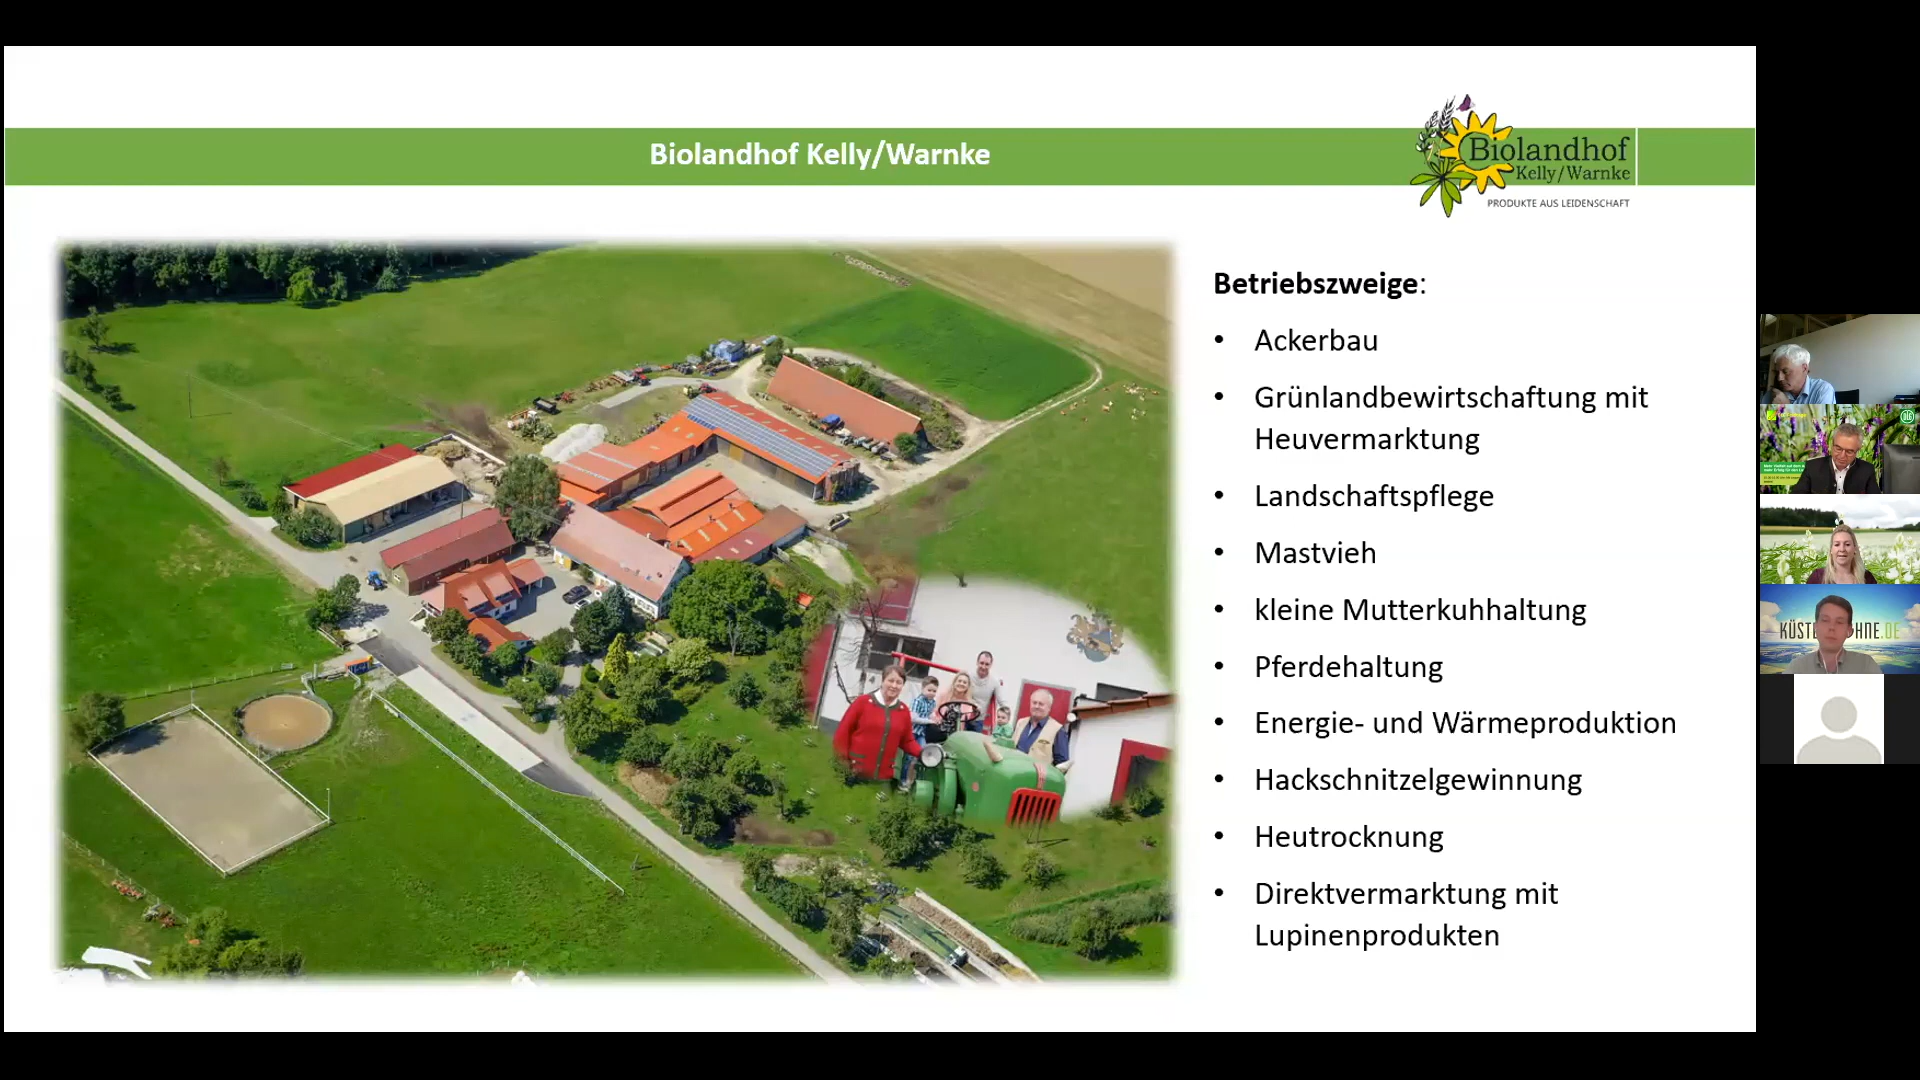 Biolandhof Kelly/Warnke
Biolandhof
Kelly/Warnke
PRODUKTE AUS LEIDENSCHAFT
Betriebszweige:
• Ackerbau
• Grünlandbewirtschaftung mit
Heuvermarktung
• Landschaftspflege
• Mastvieh
• kleine Mutterkuhhaltung
• Pferdehaltung
• Energie- und Wärmeproduktion
• Hackschnitzelgewinnung
• Heutrocknung
• Direktvermarktung mit
Lupinenprodukten